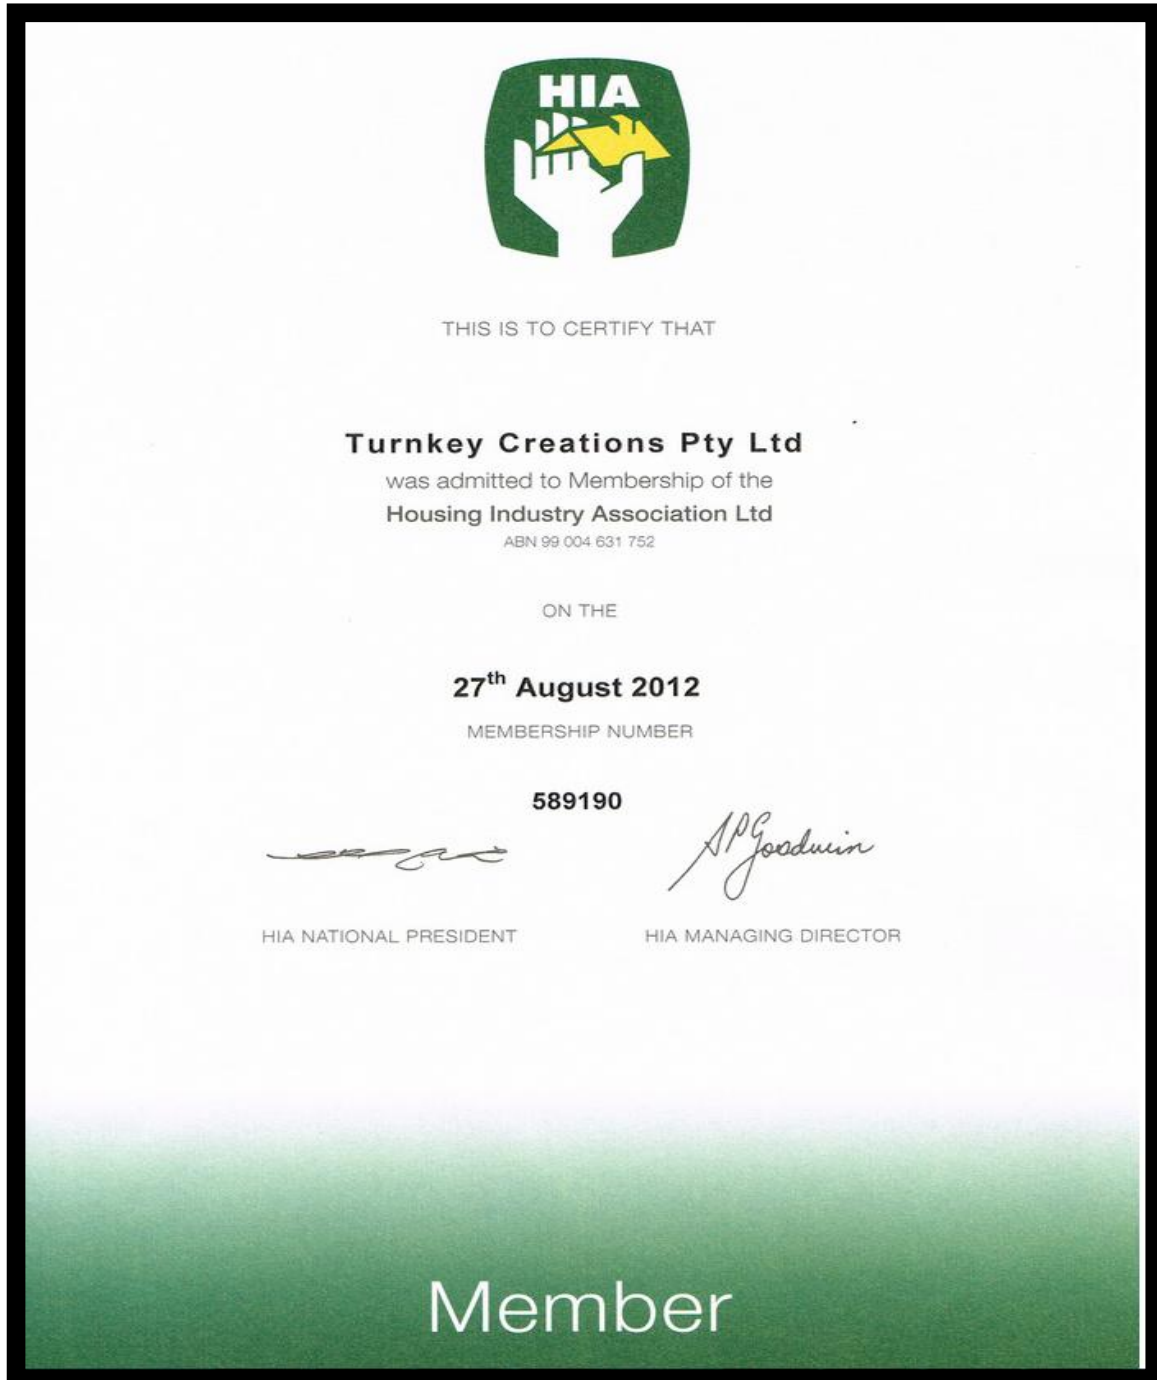 HIA
THIS IS TO CERTIFY THAT
Turnkey Creations Pty Ltd
was admitted to Membership of the
Housing Industry Association Ltd
ABN 99 004 631 752
ON THE
27th August 2012
MEMBERSHIP NUMBER
589190
APGoodwin
HIA NATIONAL PRESIDENT HIA MANAGING DIRECTOR
Member